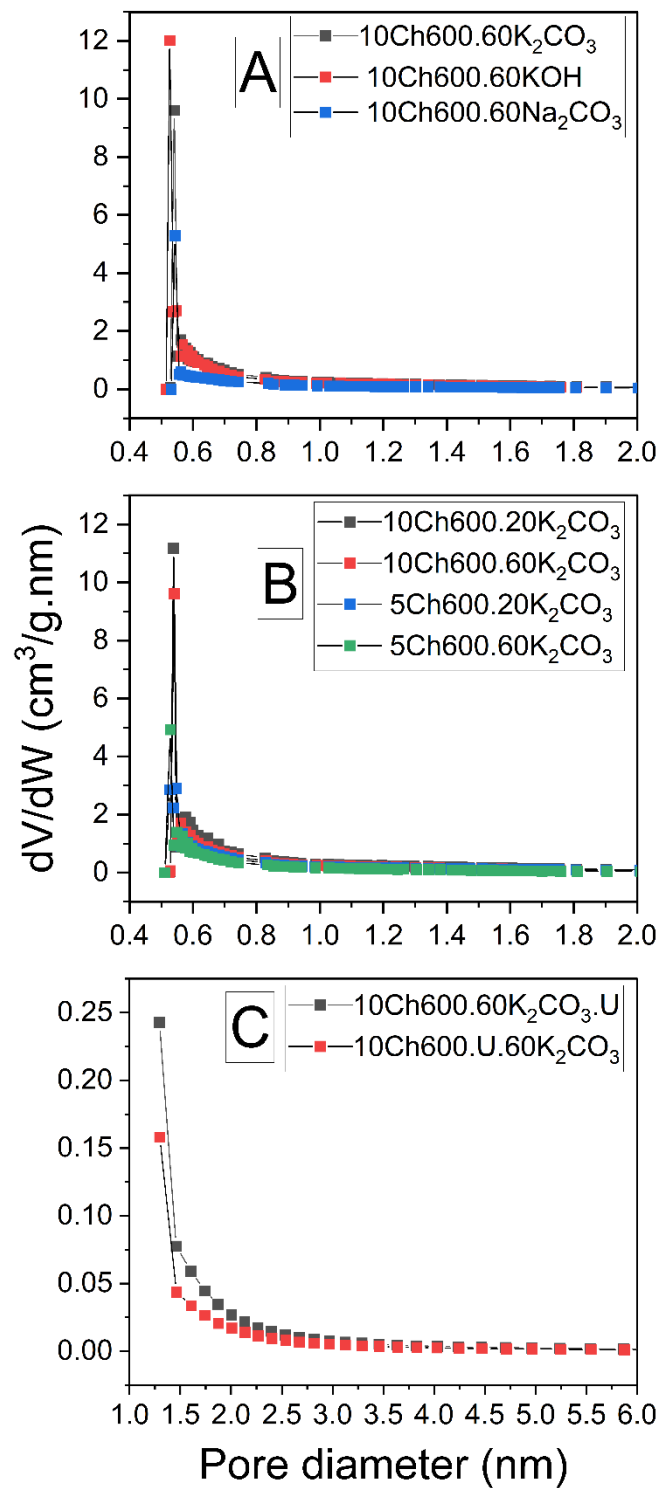 dV/dW (cm³/g.nm)
A
10Ch600.60K₂CO₃
10Ch600.60KOH
10Ch600.60Na₂CO₃
12
10
8
6
4
2
0
0.4 0.6 0.8 1.0 1.2 1.4 1.6 1.8 2.0
B
10Ch600.20K₂CO₃
10Ch600.60K₂CO₃
5Ch600.20K₂CO₃
5Ch600.60K₂CO₃
12
10
8
6
4
2
0
0.4 0.6 0.8 1.0 1.2 1.4 1.6 1.8 2.0
C
10Ch600.60K₂CO₃.U
10Ch600.U.60K₂CO₃
0.25
0.20
0.15
0.10
0.05
0.00
1.0 1.5 2.0 2.5 3.0 3.5 4.0 4.5 5.0 5.5 6.0
Pore diameter (nm)